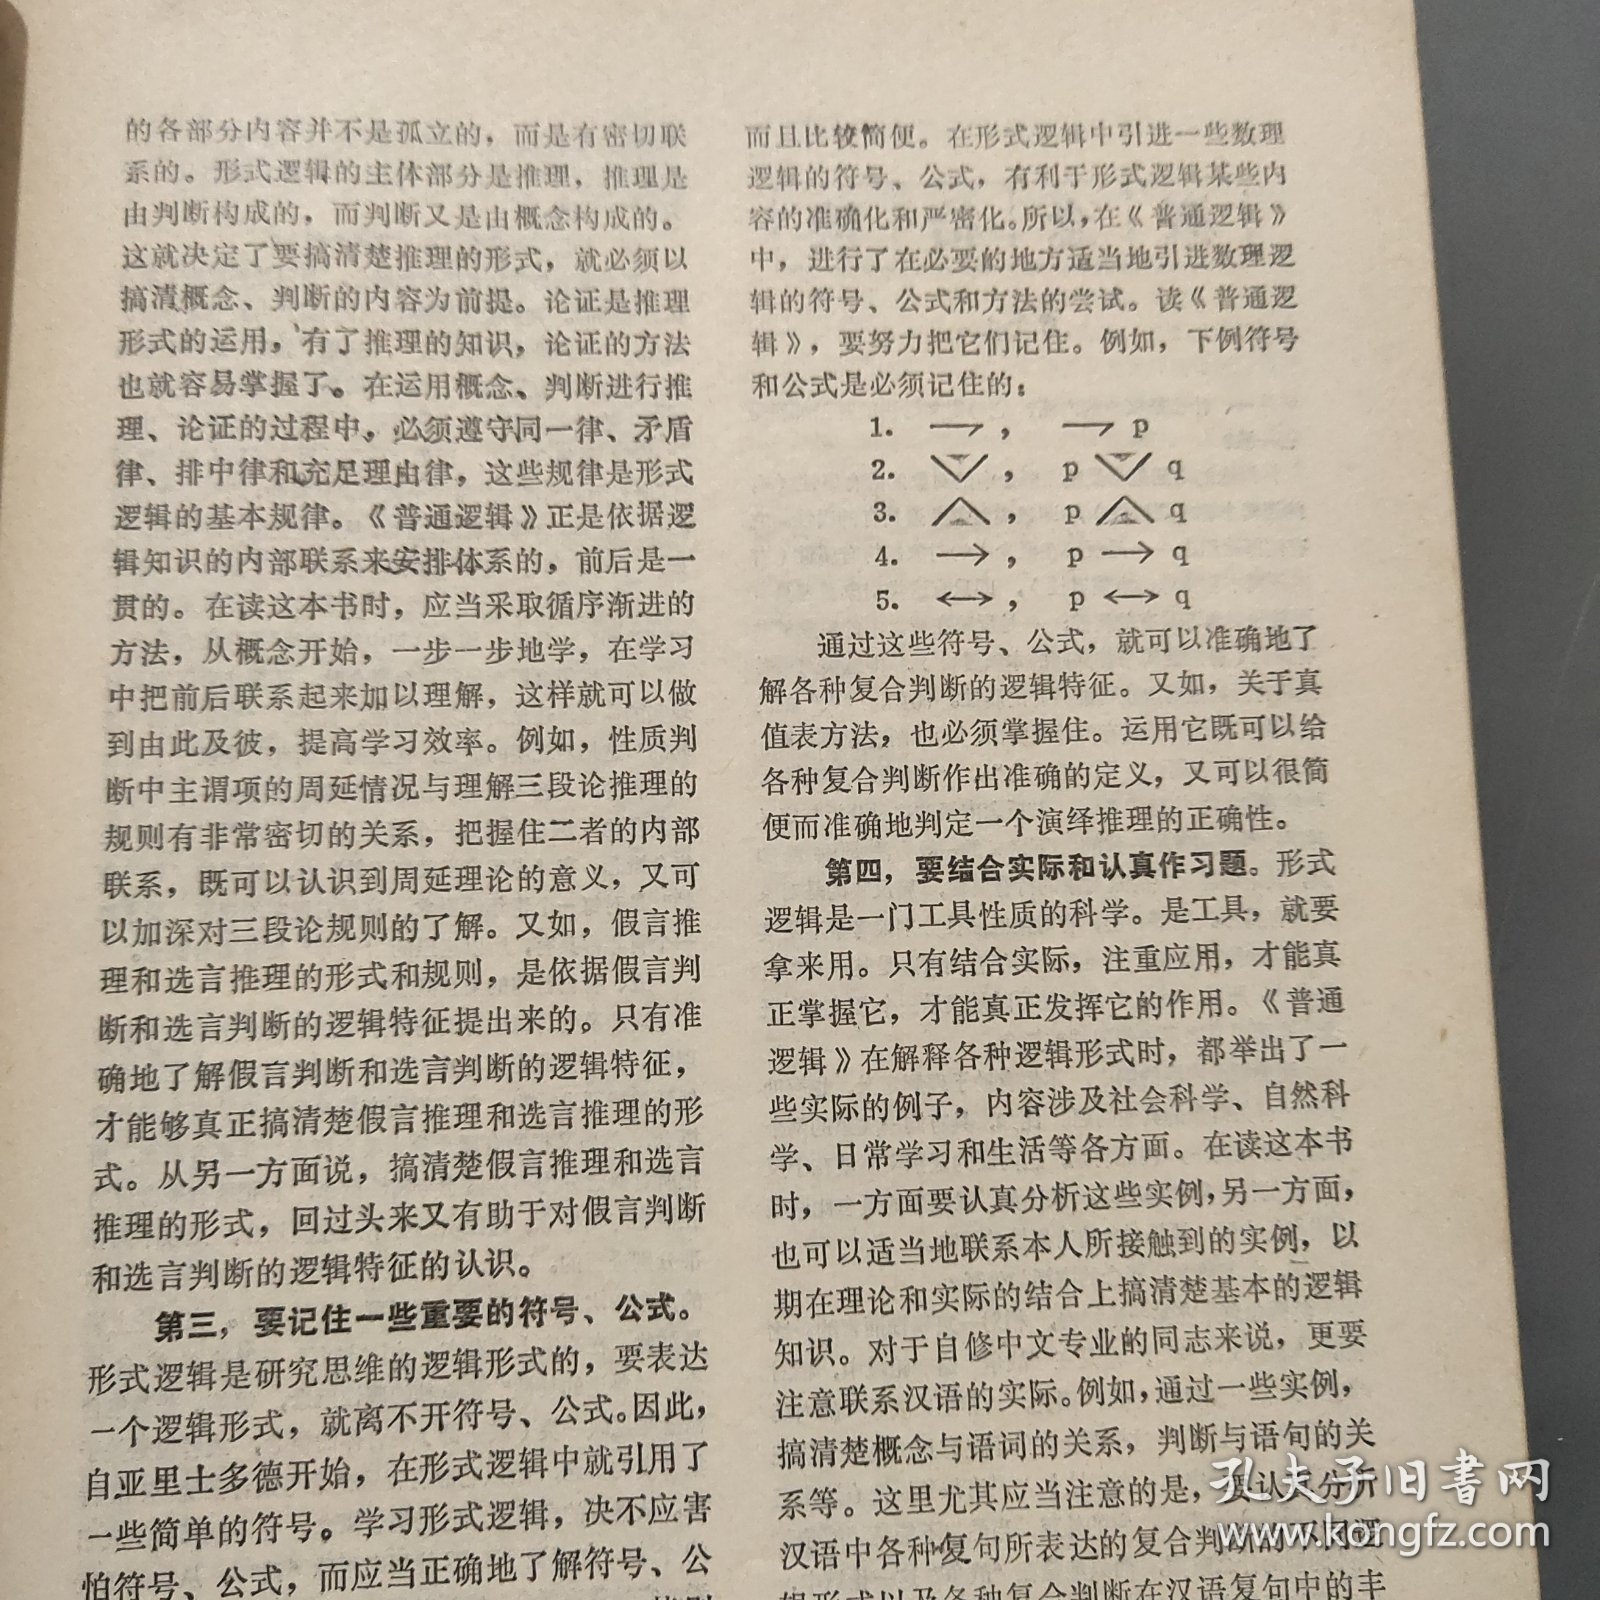 的各部分内容并不是孤立的，而是有密切联
系的。形式逻辑的主体部分是推理，推理是
由判断构成的，而判断又是由概念构成的。
这就决定了要搞清楚推理的形式，就必须以
搞清概念、判断的内容为前提。论证是推理
形式的运用，有了推理的知识，论证的方法
也就容易掌握了。在运用概念、判断进行推
理、论证的过程中，必须遵守同一律、矛盾
律、排中律和充足理由律，这些规律是形式
逻辑的基本规律。《普通逻辑》正是依据逻
辑知识的内部联系来安排体系的，前后是一
贯的。在读这本书时，应当采取循序渐进的
方法，从概念开始，一步一步地学，在学习
中把前后联系起来加以理解，这样就可以做
到由此及彼，提高学习效率。例如，性质判
断中主谓项的周延情况与理解三段论推理的
规则有非常密切的关系，把握住二者的内部
联系，既可以认识到周延理论的意义，又可
以加深对三段论规则的了解。又如，假言推
理和选言推理的形式和规则，是依据假言判
断和选言判断的逻辑特征提出来的。只有准
确地了解假言判断和选言判断的逻辑特征，
才能够真正搞清楚假言推理和选言推理的形
式。从另一方面说，搞清楚假言推理和选言
推理的形式，回过头来又有助于对假言判断
和选言判断的逻辑特征的认识。
第三，要记住一些重要的符号、公式。
形式逻辑是研究思维的逻辑形式的，要表达
一个逻辑形式，就离不开符号、公式。因此，
自亚里士多德开始，在形式逻辑中就引用了
一些简单的符号。学习形式逻辑，决不应害
怕符号、公式，而应当正确地了解符号、公
而且比较简便。在形式逻辑中引进一些数理
逻辑的符号、公式，有利于形式逻辑某些内
容的准确化和严密化。所以，在《普通逻辑》
中，进行了在必要的地方适当地引进数理逻
辑的符号、公式和方法的尝试。读《普通逻
辑》，要努力把它们记住。例如，下例符号
和公式是必须记住的：
1. ￢， ￢ p
2. ∨， p ∨ q
3. ∧， p ∧ q
4. →， p → q
5. ↔， p ↔ q
通过这些符号、公式，就可以准确地了
解各种复合判断的逻辑特征。又如，关于真
值表方法，也必须掌握住。运用它既可以给
各种复合判断作出准确的定义，又可以很简
便而准确地判定一个演绎推理的正确性。
第四，要结合实际和认真作习题。形式
逻辑是一门工具性质的科学。是工具，就要
拿来用。只有结合实际，注重应用，才能真
正掌握它，才能真正发挥它的作用。《普通
逻辑》在解释各种逻辑形式时，都举出了一
些实际的例子，内容涉及社会科学、自然科
学、日常学习和生活等各方面。在读这本书
时，一方面要认真分析这些实例，另一方面，
也可以适当地联系本人所接触到的实例，以
期在理论和实际的结合上搞清楚基本的逻辑
知识。对于自修中文专业的同志来说，更要
注意联系汉语的实际。例如，通过一些实例，
搞清楚概念与语词的关系，判断与语句的关
系等。这里尤其应当注意的是，要认真分析
汉语中各种复句所表达的复合判断的不同逻
辑形式以及各种复合判断在汉语复句中的丰
孔夫子旧书网
www.kongfz.com